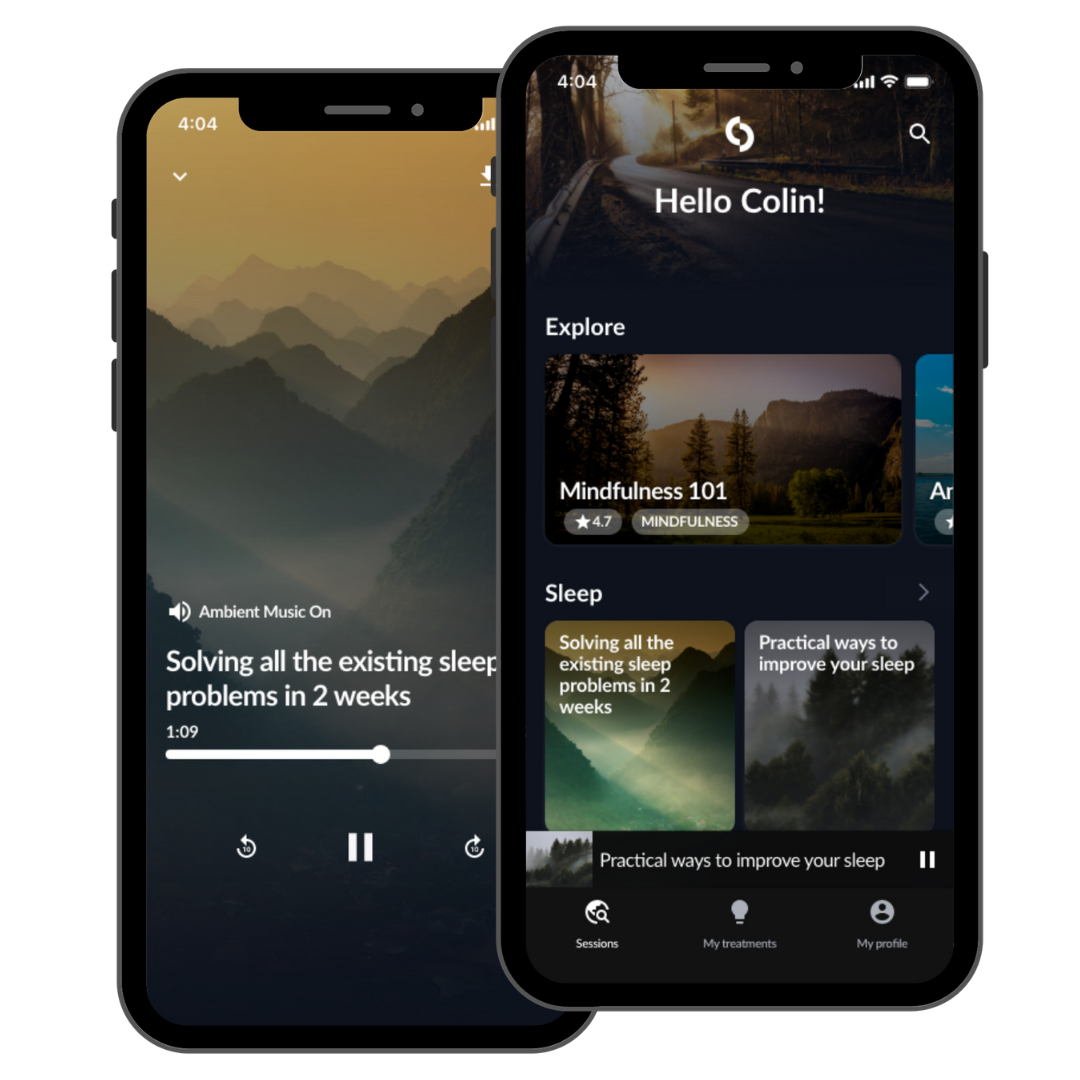 4:04
Ambient Music On
Solving all the existing sleep
problems in 2 weeks
1:09
10
10
4:04
Hello Colin!
Explore
Mindfulness 101
4.7
MINDFULNESS
Sleep
Solving all the
existing sleep
problems in 2
weeks
Practical ways to
improve your sleep
Practical ways to improve your sleep
Sessions
My treatments
My profile